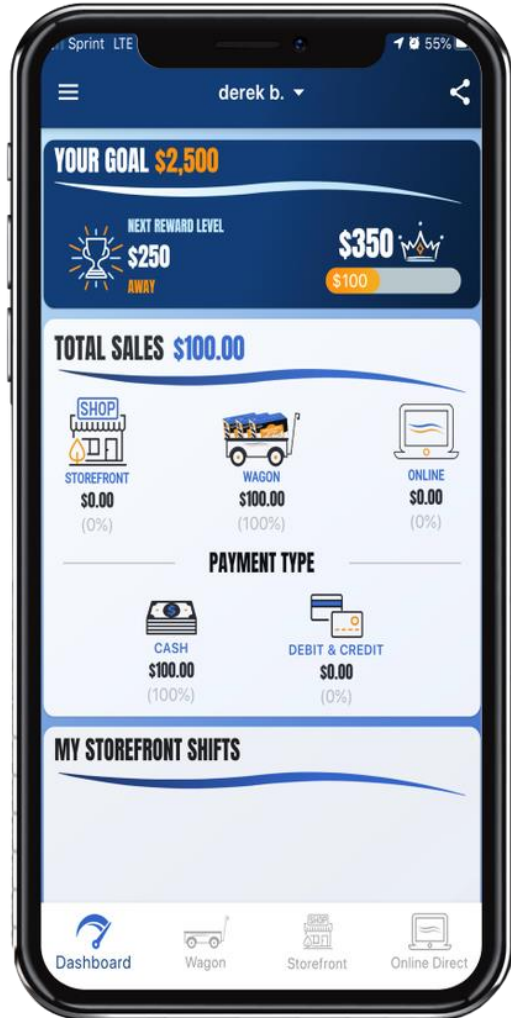 Sprint LTE 55%
derek b.
YOUR GOAL $2,500
NEXT REWARD LEVEL
$250
AWAY
$350
$100
TOTAL SALES $100.00
SHOP
STOREFRONT WAGON ONLINE
$0.00 $100.00 $0.00
(0%) (100%) (0%)
PAYMENT TYPE
CASH DEBIT & CREDIT
$100.00 $0.00
(100%) (0%)
MY STOREFRONT SHIFTS
SHOP
Dashboard Wagon Storefront Online Direct